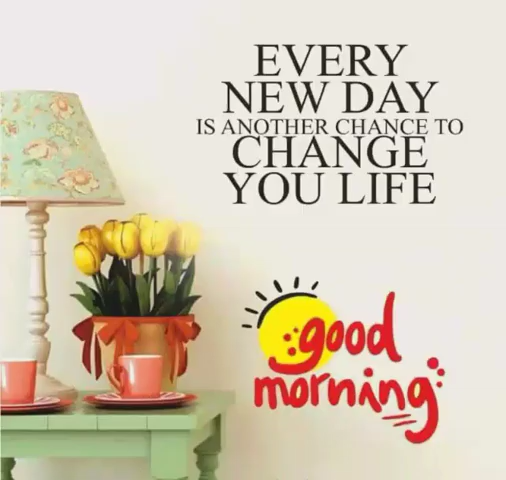 EVERY
NEW DAY
IS ANOTHER CHANCE TO
CHANGE
YOU LIFE
good
morning